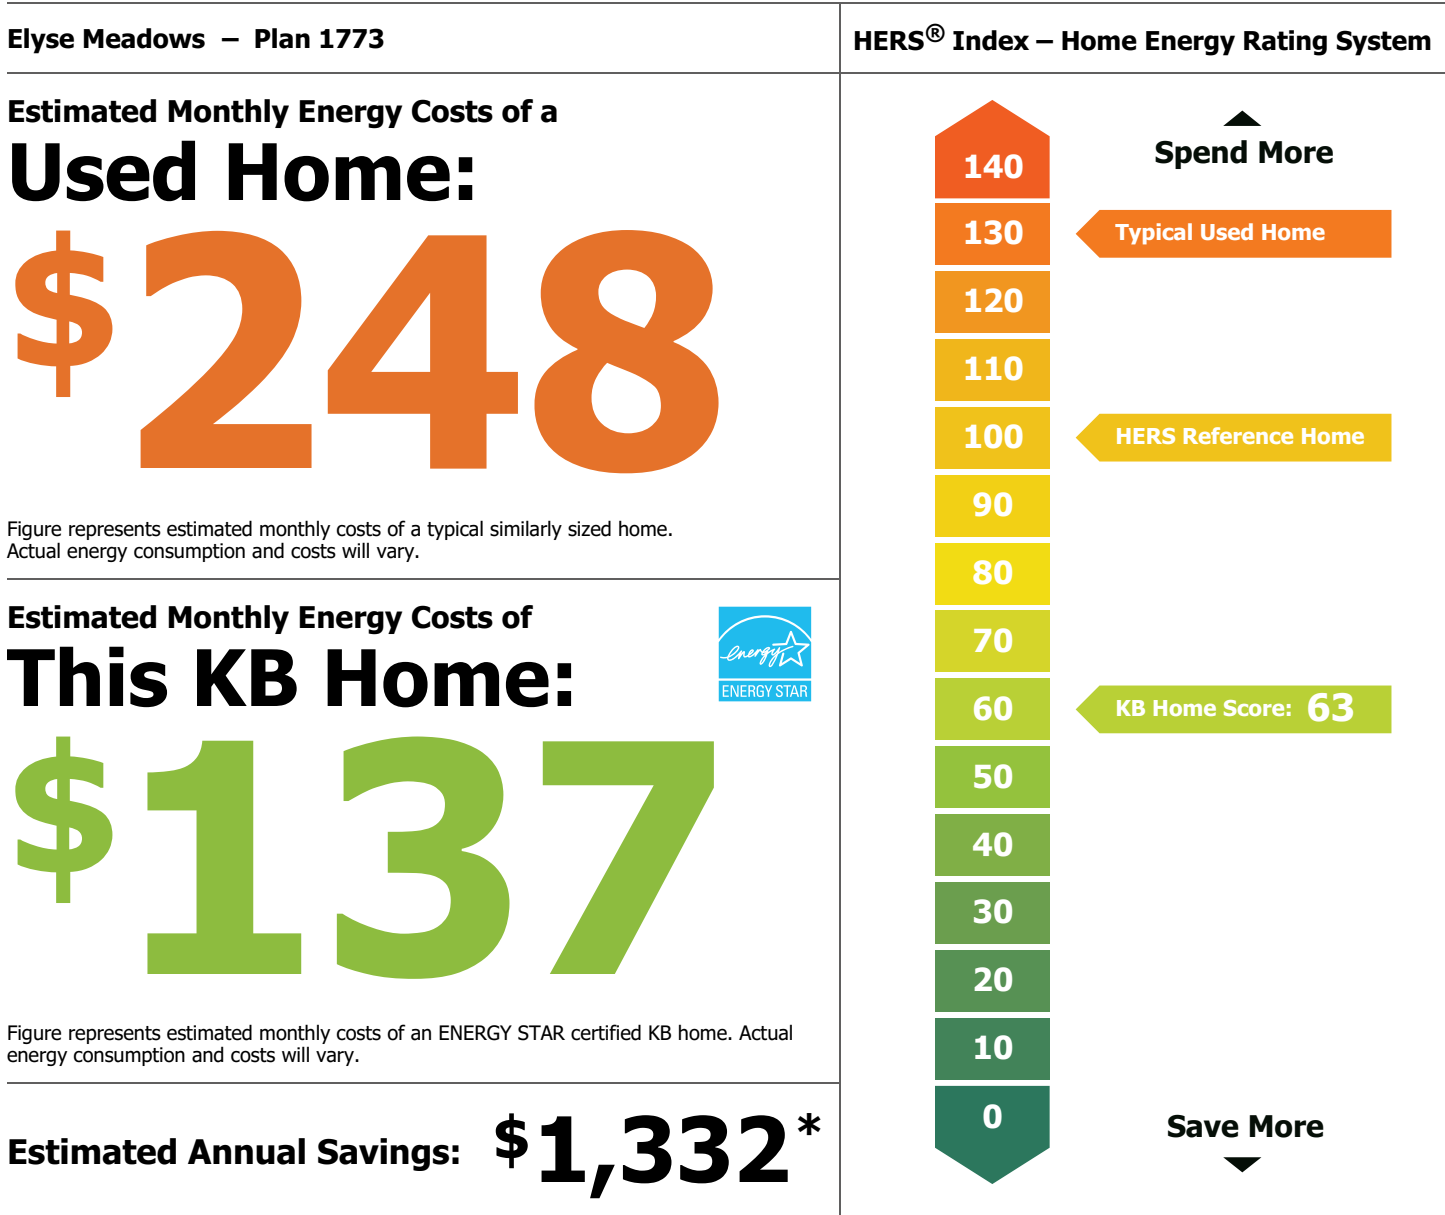 Elyse Meadows – Plan 1773
Estimated Monthly Energy Costs of a
Used Home:
$248
Figure represents estimated monthly costs of a typical similarly sized home.
Actual energy consumption and costs will vary.
Estimated Monthly Energy Costs of
This KB Home:
energy
ENERGY STAR
$137
Figure represents estimated monthly costs of an ENERGY STAR certified KB home. Actual
energy consumption and costs will vary.
Estimated Annual Savings: $1,332*
HERS® Index – Home Energy Rating System
Spend More
140
130
Typical Used Home
120
110
100
HERS Reference Home
90
80
70
60
KB Home Score: 63
50
40
30
20
10
0
Save More